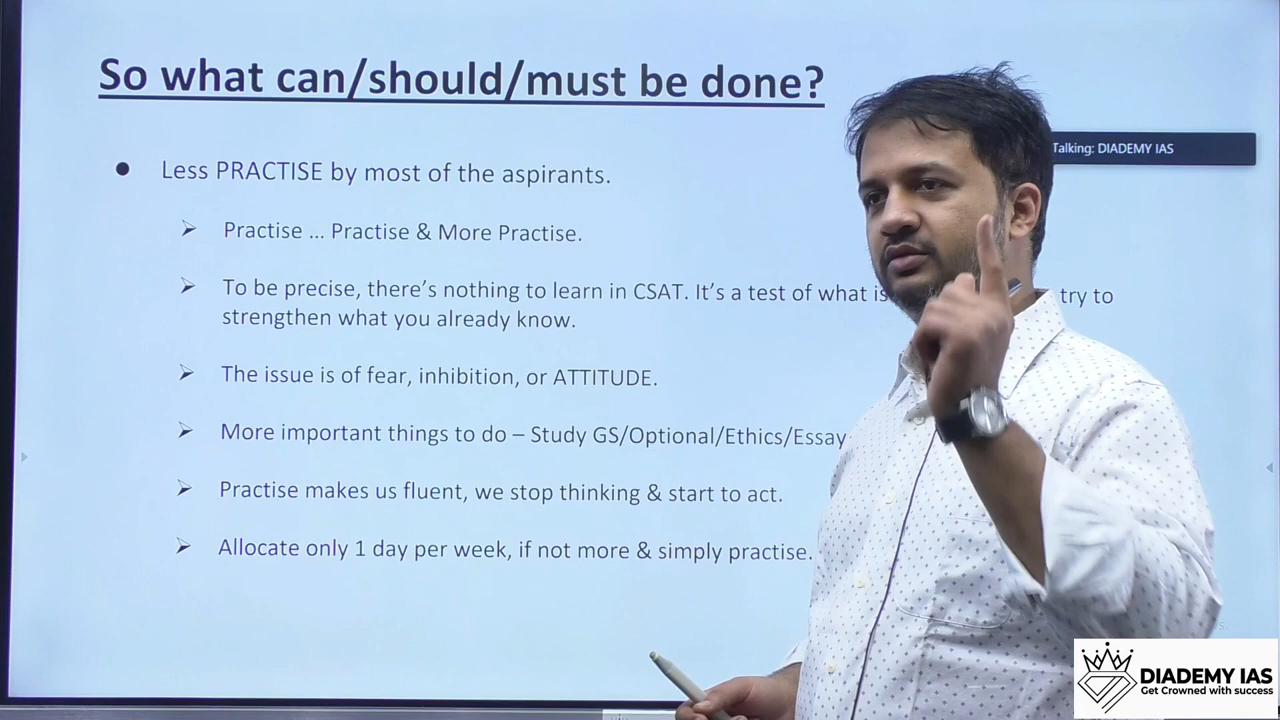 So what can/should/must be done?
Talking: DIADEMY IAS
● Less PRACTISE by most of the aspirants.
➢ Practise ... Practise & More Practise.
➢ To be precise, there's nothing to learn in CSAT. It's a test of what is try to
strengthen what you already know.
➢ The issue is of fear, inhibition, or ATTITUDE.
➢ More important things to do – Study GS/Optional/Ethics/Essay
➢ Practise makes us fluent, we stop thinking & start to act.
➢ Allocate only 1 day per week, if not more & simply practise.
DIADEMY IAS
Get Crowned with success